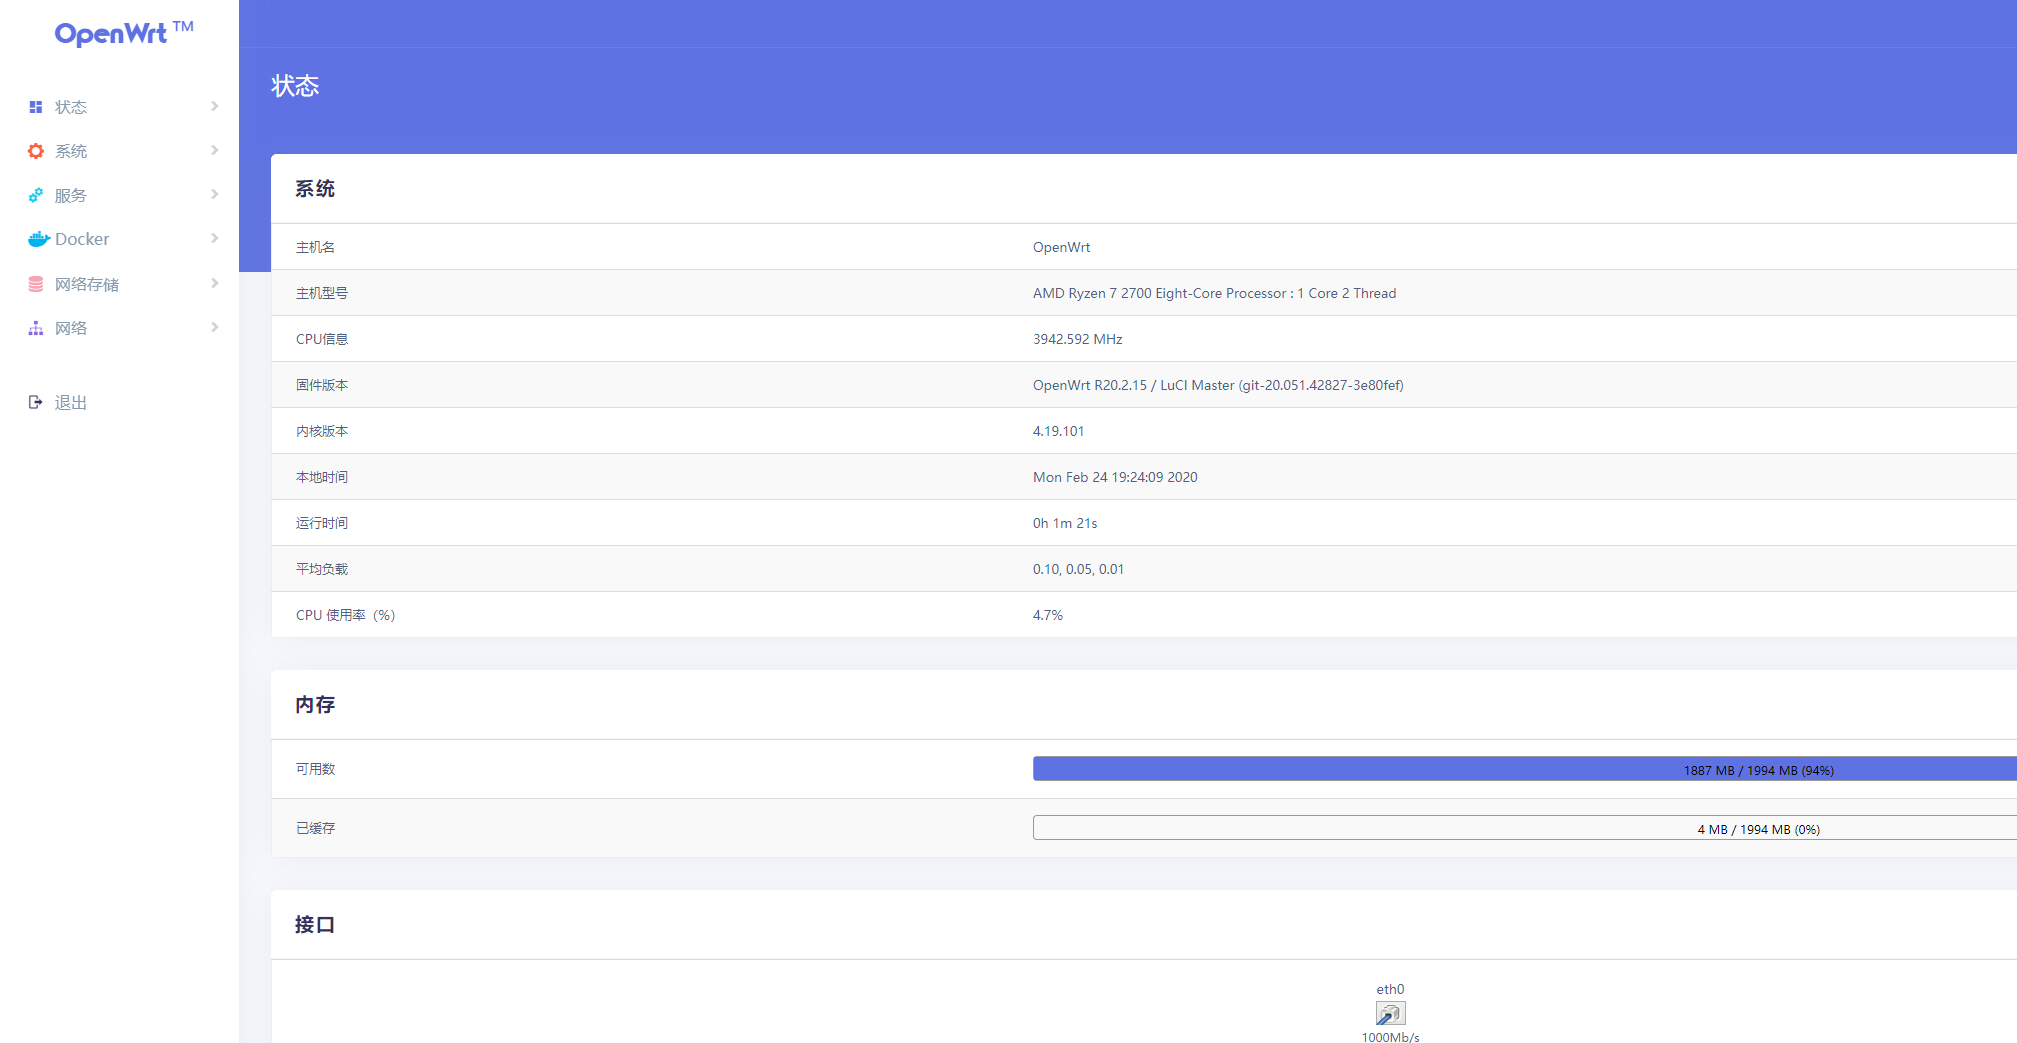 OpenWrt ™
状态
系统
服务
Docker
网络存储
网络
退出
状态
系统
主机名 OpenWrt
主机型号 AMD Ryzen 7 2700 Eight-Core Processor : 1 Core 2 Thread
CPU信息 3942.592 MHz
固件版本 OpenWrt R20.2.15 / LuCI Master (git-20.051.42827-3e80fef)
内核版本 4.19.101
本地时间 Mon Feb 24 19:24:09 2020
运行时间 0h 1m 21s
平均负载 0.10, 0.05, 0.01
CPU 使用率（%） 4.7%
内存
可用数 1887 MB / 1994 MB (94%)
已缓存 4 MB / 1994 MB (0%)
接口
eth0
1000Mb/s